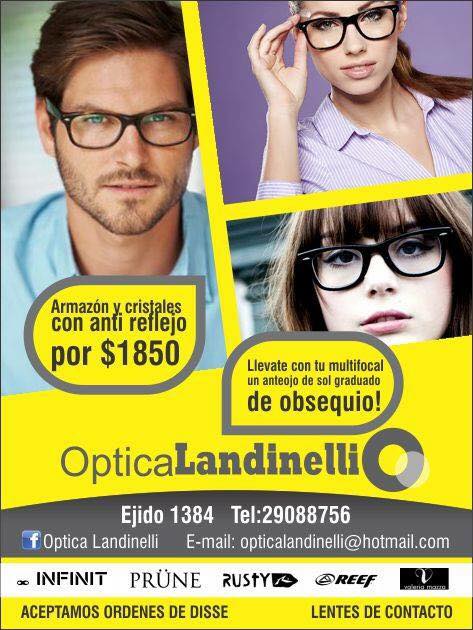 Armazón y cristales
con anti reflejo
por $1850
Llevate con tu multifocal
un anteojo de sol graduado
de obsequio!
OpticaLandinelli
Ejido 1384 Tel:29088756
f Optica Landinelli E-mail: opticalandinelli@hotmail.com
INFINIT PRÜNE RUSTY REEF valeria mazza
ACEPTAMOS ORDENES DE DISSE LENTES DE CONTACTO